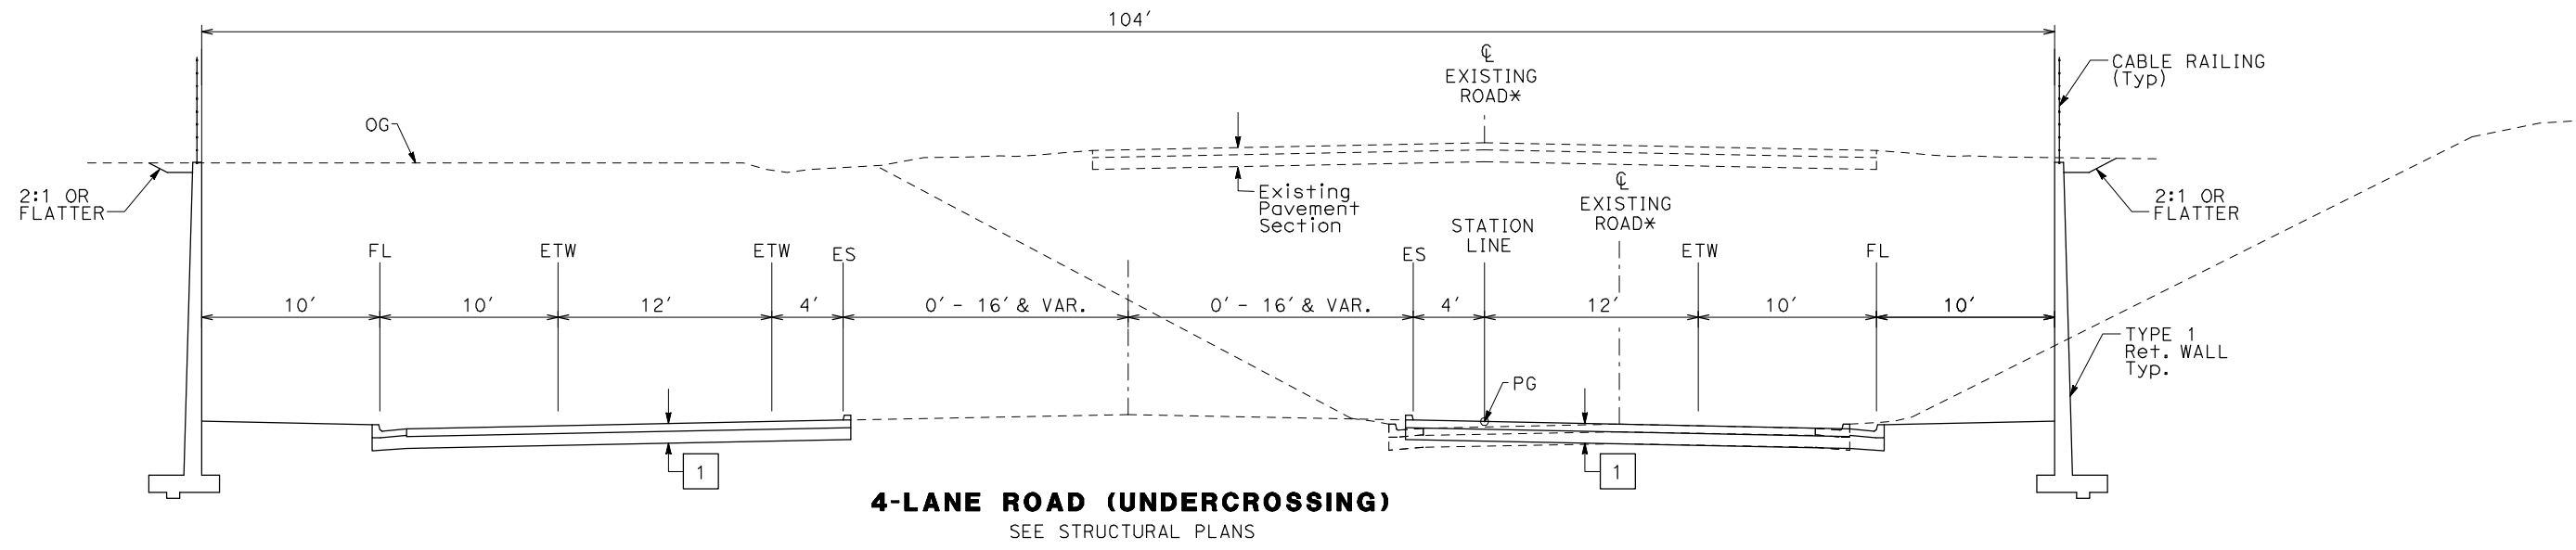 104'
℄
EXISTING
ROAD*
CABLE RAILING
(Typ)
OG
2:1 OR
FLATTER
Existing
Pavement
Section
℄
EXISTING
ROAD*
STATION
LINE
2:1 OR
FLATTER
FL
ETW
ETW
ES
ES
ETW
FL
10'
10'
12'
4'
0' - 16' & VAR.
0' - 16' & VAR.
4'
12'
10'
10'
TYPE 1
Ret. WALL
Typ.
PG
1
1
4-LANE ROAD (UNDERCROSSING)
SEE STRUCTURAL PLANS